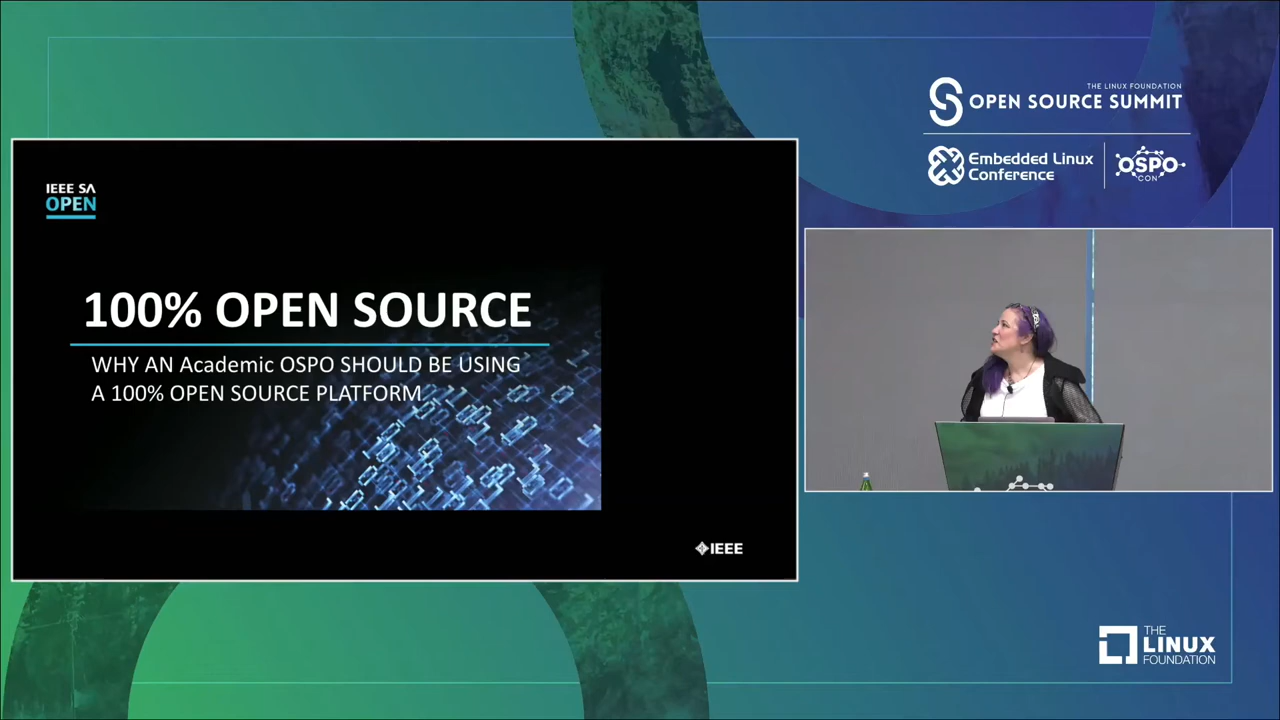 IEEE SA
OPEN
100% OPEN SOURCE
WHY AN Academic OSPO SHOULD BE USING
A 100% OPEN SOURCE PLATFORM
IEEE
THE LINUX FOUNDATION
OPEN SOURCE SUMMIT
Embedded Linux
Conference
OSPO
CON
THE
LINUX
FOUNDATION